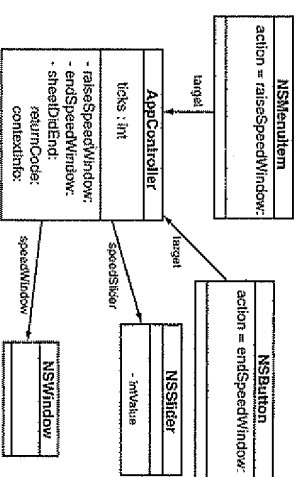 NSMenuItem
action = raiseSpeedWindow:
target
AppController
ticks : int
- raiseSpeedWindow:
- endSpeedWindow:
- sheetDidEnd:
returnCode:
contextInfo:
target
NSButton
action = endSpeedWindow:
speedSlider
NSSlider
- intValue
speedWindow
NSWindow